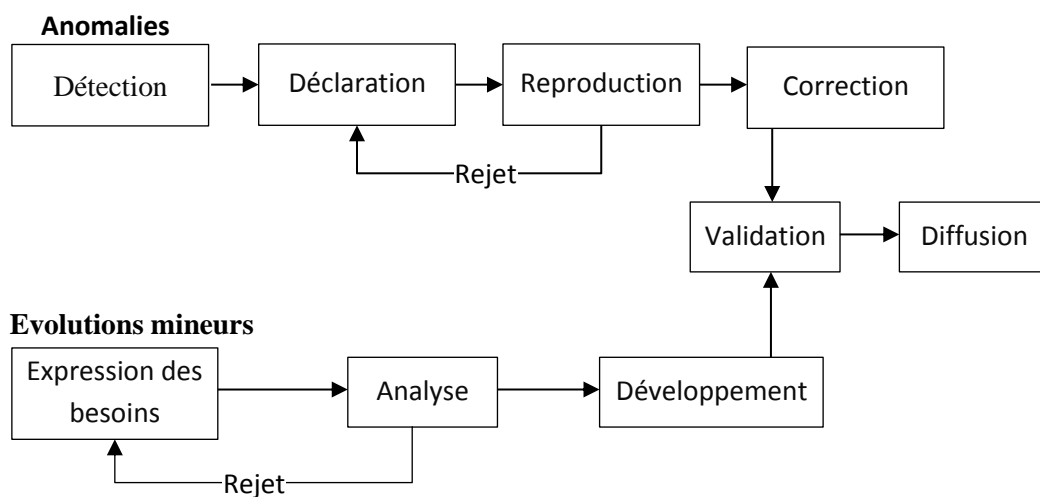 Anomalies
Détection
Déclaration
Reproduction
Correction
Rejet
Validation
Diffusion
Evolutions mineurs
Expression des
besoins
Analyse
Développement
Rejet